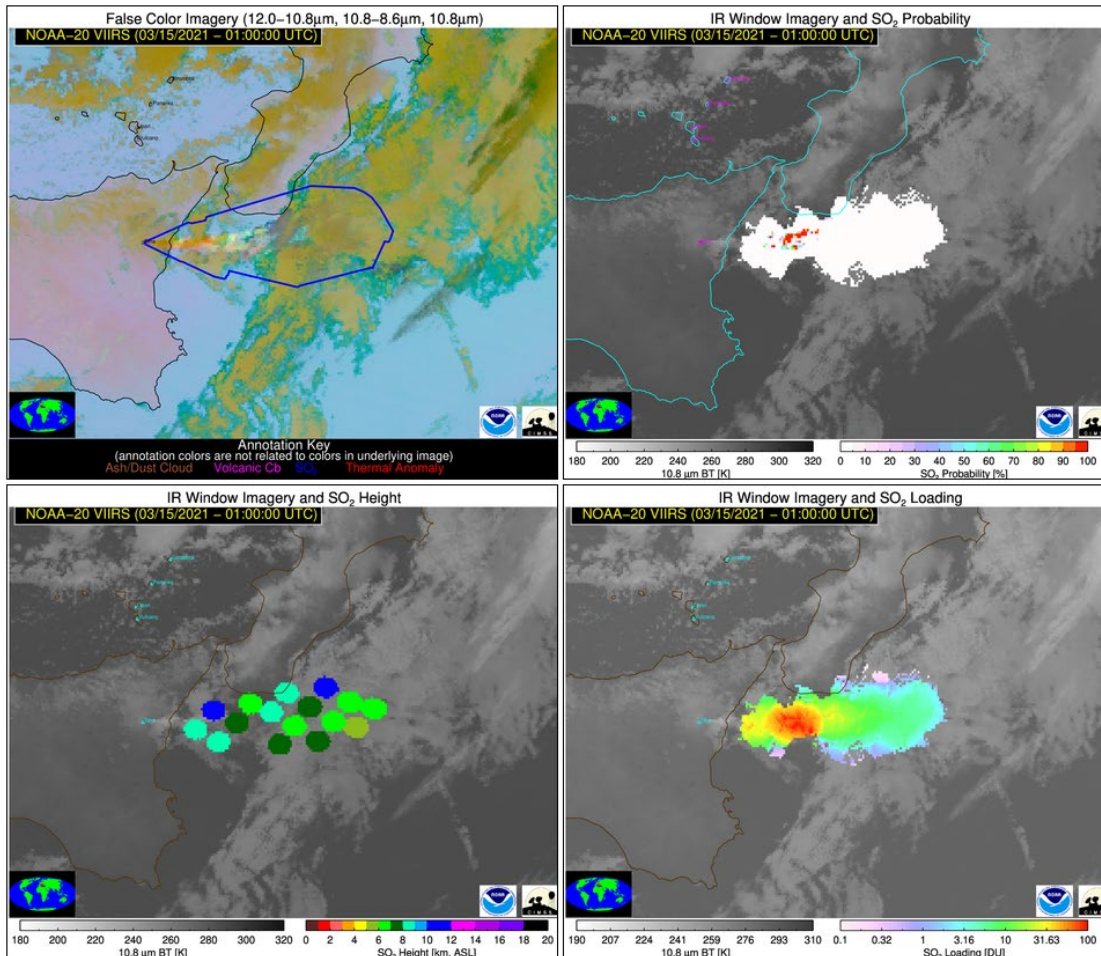 False Color Imagery (12.0−10.8μm, 10.8−8.6μm, 10.8μm)
NOAA−20 VIIRS (03/15/2021 − 01:00:00 UTC)
Panarea
Annotation Key
(annotation colors are not related to colors in underlying image)
Ash/Dust Cloud Volcanic Cb SO₂ Thermal Anomaly
IR Window Imagery and SO₂ Probability
NOAA−20 VIIRS (03/15/2021 − 01:00:00 UTC)
180 200 220 240 260 280 300 320
10.8 μm BT [K]
0 10 20 30 40 50 60 70 80 90 100
SO₂ Probability [%]
IR Window Imagery and SO₂ Height
NOAA−20 VIIRS (03/15/2021 − 01:00:00 UTC)
Panarea
180 200 220 240 260 280 300 320
10.8 μm BT [K]
0 2 4 6 8 10 12 14 16 18 20
SO₂ Height [km, ASL]
IR Window Imagery and SO₂ Loading
NOAA−20 VIIRS (03/15/2021 − 01:00:00 UTC)
190 207 224 241 259 276 293 310
10.8 μm BT [K]
0.1 0.32 1 3.16 10 31.63 100
SO₂ Loading [DU]